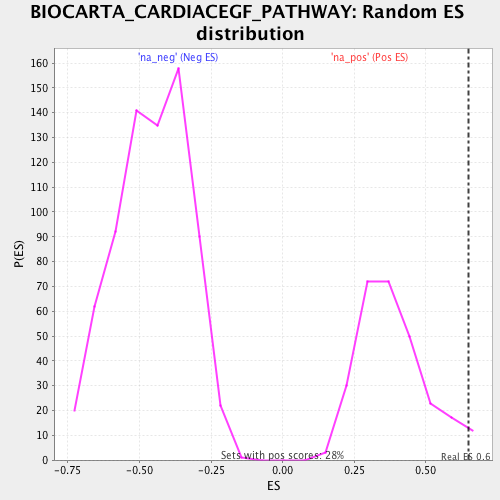 BIOCARTA_CARDIACEGF_PATHWAY: Random ES
distribution
'na_neg' (Neg ES)
'na_pos' (Pos ES)
160
150
140
130
120
110
100
90
80
70
60
50
40
30
20
10
0
P(ES)
Sets with pos scores: 28%
Real ES 0.6
-0.75
-0.50
-0.25
0.00
0.25
0.50
ES